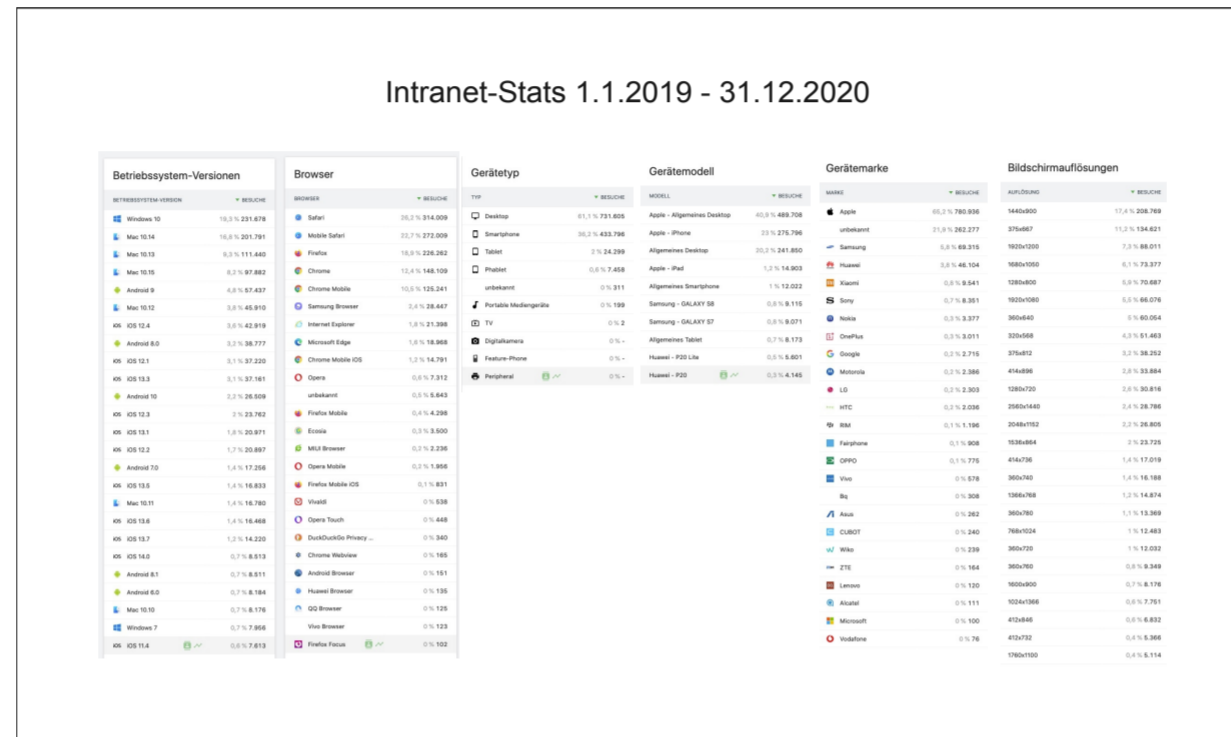 Intranet-Stats 1.1.2019 - 31.12.2020
Betriebssystem-Versionen
BETRIEBSSYSTEM-VERSION BESUCHE
Windows 10 19,3 % 231.678
Mac 10.14 16,8 % 201.791
Mac 10.13 9,3 % 111.440
Mac 10.15 8,2 % 97.882
Android 9 4,8 % 57.437
Mac 10.12 3,8 % 45.910
iOS iOS 12.4 3,6 % 42.919
Android 8.0 3,2 % 38.777
iOS iOS 12.1 3,1 % 37.220
iOS iOS 13.3 3,1 % 37.161
Android 10 2,2 % 26.509
iOS iOS 12.3 2 % 23.762
iOS iOS 13.1 1,8 % 20.971
iOS iOS 12.2 1,7 % 20.897
Android 7.0 1,4 % 17.256
iOS iOS 13.5 1,4 % 16.833
Mac 10.11 1,4 % 16.780
iOS iOS 13.6 1,4 % 16.468
iOS iOS 13.7 1,2 % 14.220
iOS iOS 14.0 0,7 % 8.513
Android 8.1 0,7 % 8.511
Android 6.0 0,7 % 8.184
Mac 10.10 0,7 % 8.176
Windows 7 0,7 % 7.956
iOS iOS 11.4 0,6 % 7.613
Browser
BROWSER BESUCHE
Safari 26,2 % 314.009
Mobile Safari 22,7 % 272.009
Firefox 18,9 % 226.262
Chrome 12,4 % 148.109
Chrome Mobile 10,5 % 125.241
Samsung Browser 2,4 % 28.447
Internet Explorer 1,8 % 21.398
Microsoft Edge 1,6 % 18.968
Chrome Mobile iOS 1,2 % 14.791
Opera 0,6 % 7.312
unbekannt 0,5 % 5.643
Firefox Mobile 0,4 % 4.298
Ecosia 0,3 % 3.500
MIUI Browser 0,2 % 2.236
Opera Mobile 0,2 % 1.956
Firefox Mobile iOS 0,1 % 831
Vivaldi 0 % 538
Opera Touch 0 % 448
DuckDuckGo Privacy ... 0 % 340
Chrome Webview 0 % 165
Android Browser 0 % 151
Huawei Browser 0 % 135
QQ Browser 0 % 125
Vivo Browser 0 % 123
Firefox Focus 0 % 102
Gerätetyp
TYP BESUCHE
Desktop 61,1 % 731.605
Smartphone 36,2 % 433.796
Tablet 2 % 24.299
Phablet 0,6 % 7.458
unbekannt 0 % 311
Portable Mediengeräte 0 % 199
TV 0 % 2
Digitalkamera 0 % -
Feature-Phone 0 % -
Peripheral 0 % -
Gerätemodell
MODELL BESUCHE
Apple - Allgemeines Desktop 40,9 % 489.708
Apple - iPhone 23 % 275.796
Allgemeines Desktop 20,2 % 241.850
Apple - iPad 1,2 % 14.903
Allgemeines Smartphone 1 % 12.022
Samsung - GALAXY S8 0,8 % 9.115
Samsung - GALAXY S7 0,8 % 9.071
Allgemeines Tablet 0,7 % 8.173
Huawei - P20 Lite 0,5 % 5.601
Huawei - P20 0,3 % 4.145
Gerätemarke
MARKE BESUCHE
Apple 65,2 % 780.936
unbekannt 21,9 % 262.277
Samsung 5,8 % 69.315
Huawei 3,8 % 46.104
Xiaomi 0,8 % 9.541
Sony 0,7 % 8.351
Nokia 0,3 % 3.377
OnePlus 0,3 % 3.011
Google 0,2 % 2.715
Motorola 0,2 % 2.386
LG 0,2 % 2.303
HTC 0,2 % 2.036
RIM 0,1 % 1.196
Fairphone 0,1 % 908
OPPO 0,1 % 775
Vivo 0 % 578
Bq 0 % 308
Asus 0 % 262
CUBOT 0 % 240
Wiko 0 % 239
ZTE 0 % 164
Lenovo 0 % 120
Alcatel 0 % 111
Microsoft 0 % 100
Vodafone 0 % 76
Bildschirmauflösungen
AUFLÖSUNG BESUCHE
1440x900 17,4 % 208.769
375x667 11,2 % 134.621
1920x1200 7,3 % 88.011
1680x1050 6,1 % 73.377
1280x800 5,9 % 70.687
1920x1080 5,5 % 66.076
360x640 5 % 60.054
320x568 4,3 % 51.463
375x812 3,2 % 38.252
414x896 2,8 % 33.884
1280x720 2,6 % 30.816
2560x1440 2,4 % 28.786
2048x1152 2,2 % 26.805
1536x864 2 % 23.725
414x736 1,4 % 17.019
360x740 1,4 % 16.188
1366x768 1,2 % 14.874
360x780 1,1 % 13.369
768x1024 1 % 12.483
360x720 1 % 12.032
360x760 0,8 % 9.349
1600x900 0,7 % 8.176
1024x1366 0,6 % 7.751
412x846 0,6 % 6.832
412x732 0,4 % 5.366
1760x1100 0,4 % 5.114